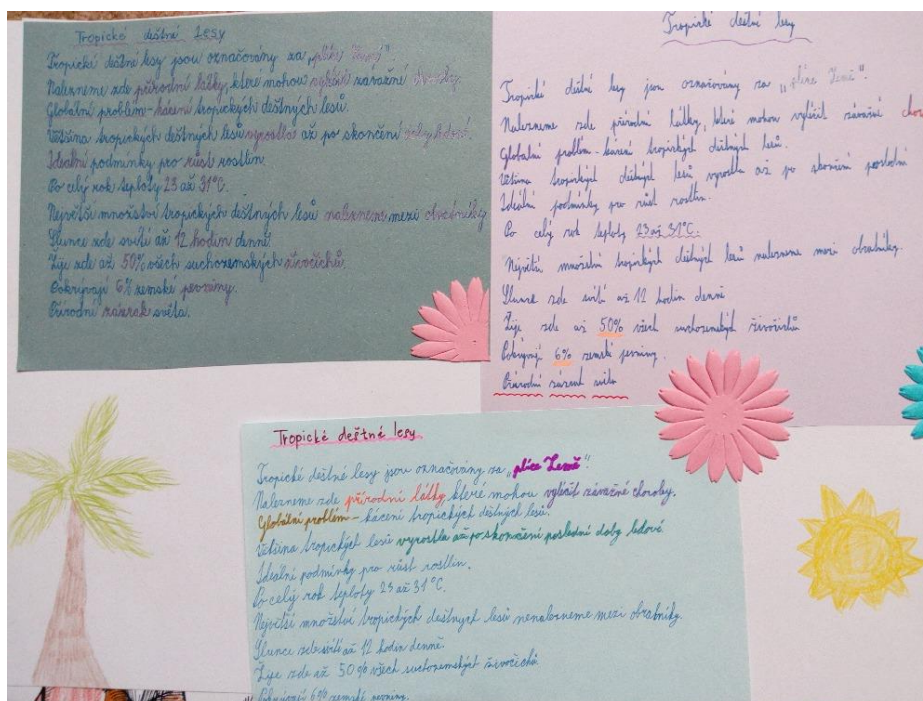 Tropické deštné lesy
Tropické deštné lesy jsou označovány za „plíce Země“.
Nalezneme zde přírodní látky, které mohou vyléčit závažné choroby.
Globální problém – kácení tropických deštných lesů.
Většina tropických deštných lesů vyrostla až po skončení doby ledové.
Ideální podmínky pro růst rostlin.
Po celý rok teploty 23 až 31°C.
Největší množství tropických deštných lesů nalezneme mezi obratníky.
Slunce zde svítí až 12 hodin denně.
Žije zde až 50% všech suchozemských živočichů.
Pokrývají 6% zemské pevniny.
Přírodní zázrak světa.
Tropické deštné lesy
Tropické deštné lesy jsou označovány za „plíce Země“.
Nalezneme zde přírodní látky, které mohou vyléčit závažné chor
Globální problém - kácení tropických deštných lesů.
Většina tropických deštných lesů vyrostla až po skončení poslední
Ideální podmínky pro růst rostlin.
Po celý rok teploty 23 až 31°C.
Největší množství tropických deštných lesů nalezneme mezi obratníky.
Slunce zde svítí až 12 hodin denně
Žije zde až 50% všech suchozemských živočichů
Pokrývají 6% zemské pevniny.
Přírodní zázrak světa
Tropické deštné lesy
Tropické deštné lesy jsou označovány za „plíce Země“.
Nalezneme zde přírodní látky, které mohou vyléčit závažné choroby.
Globální problém – kácení tropických deštných lesů.
Většina tropických lesů vyrostla až po skončení poslední doby ledové.
Ideální podmínky pro růst rostlin.
Po celý rok teploty 23 až 31°C.
Největší množství tropických deštných lesů nenalezneme mezi obratníky.
Slunce zde svítí až 12 hodin denně.
Žije zde až 50% všech suchozemských živočichů
Pokrývají 6% zemské pevniny.